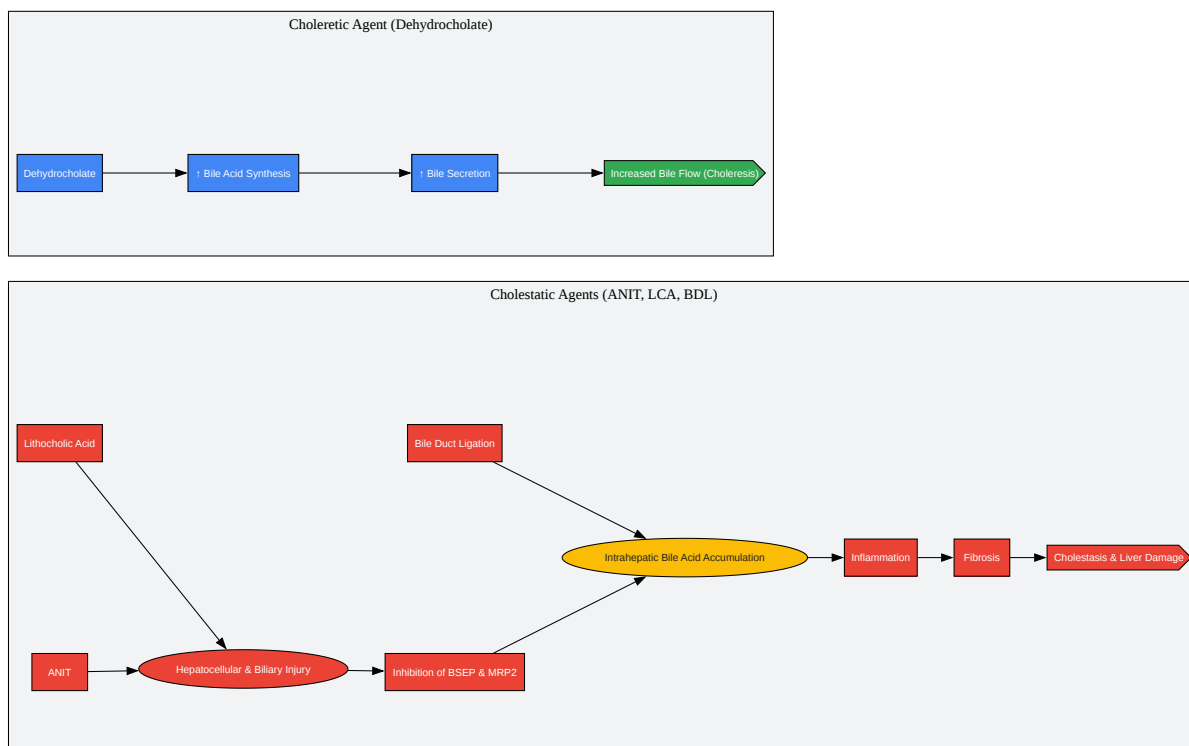 Choleretic Agent (Dehydrocholate)
Dehydrocholate
↑ Bile Acid Synthesis
↑ Bile Secretion
Increased Bile Flow (Choleresis)
Cholestatic Agents (ANIT, LCA, BDL)
Lithocholic Acid
Bile Duct Ligation
Intrahepatic Bile Acid Accumulation
Inflammation
Fibrosis
Cholestasis & Liver Damage
ANIT
Hepatocellular & Biliary Injury
Inhibition of BSEP & MRP2